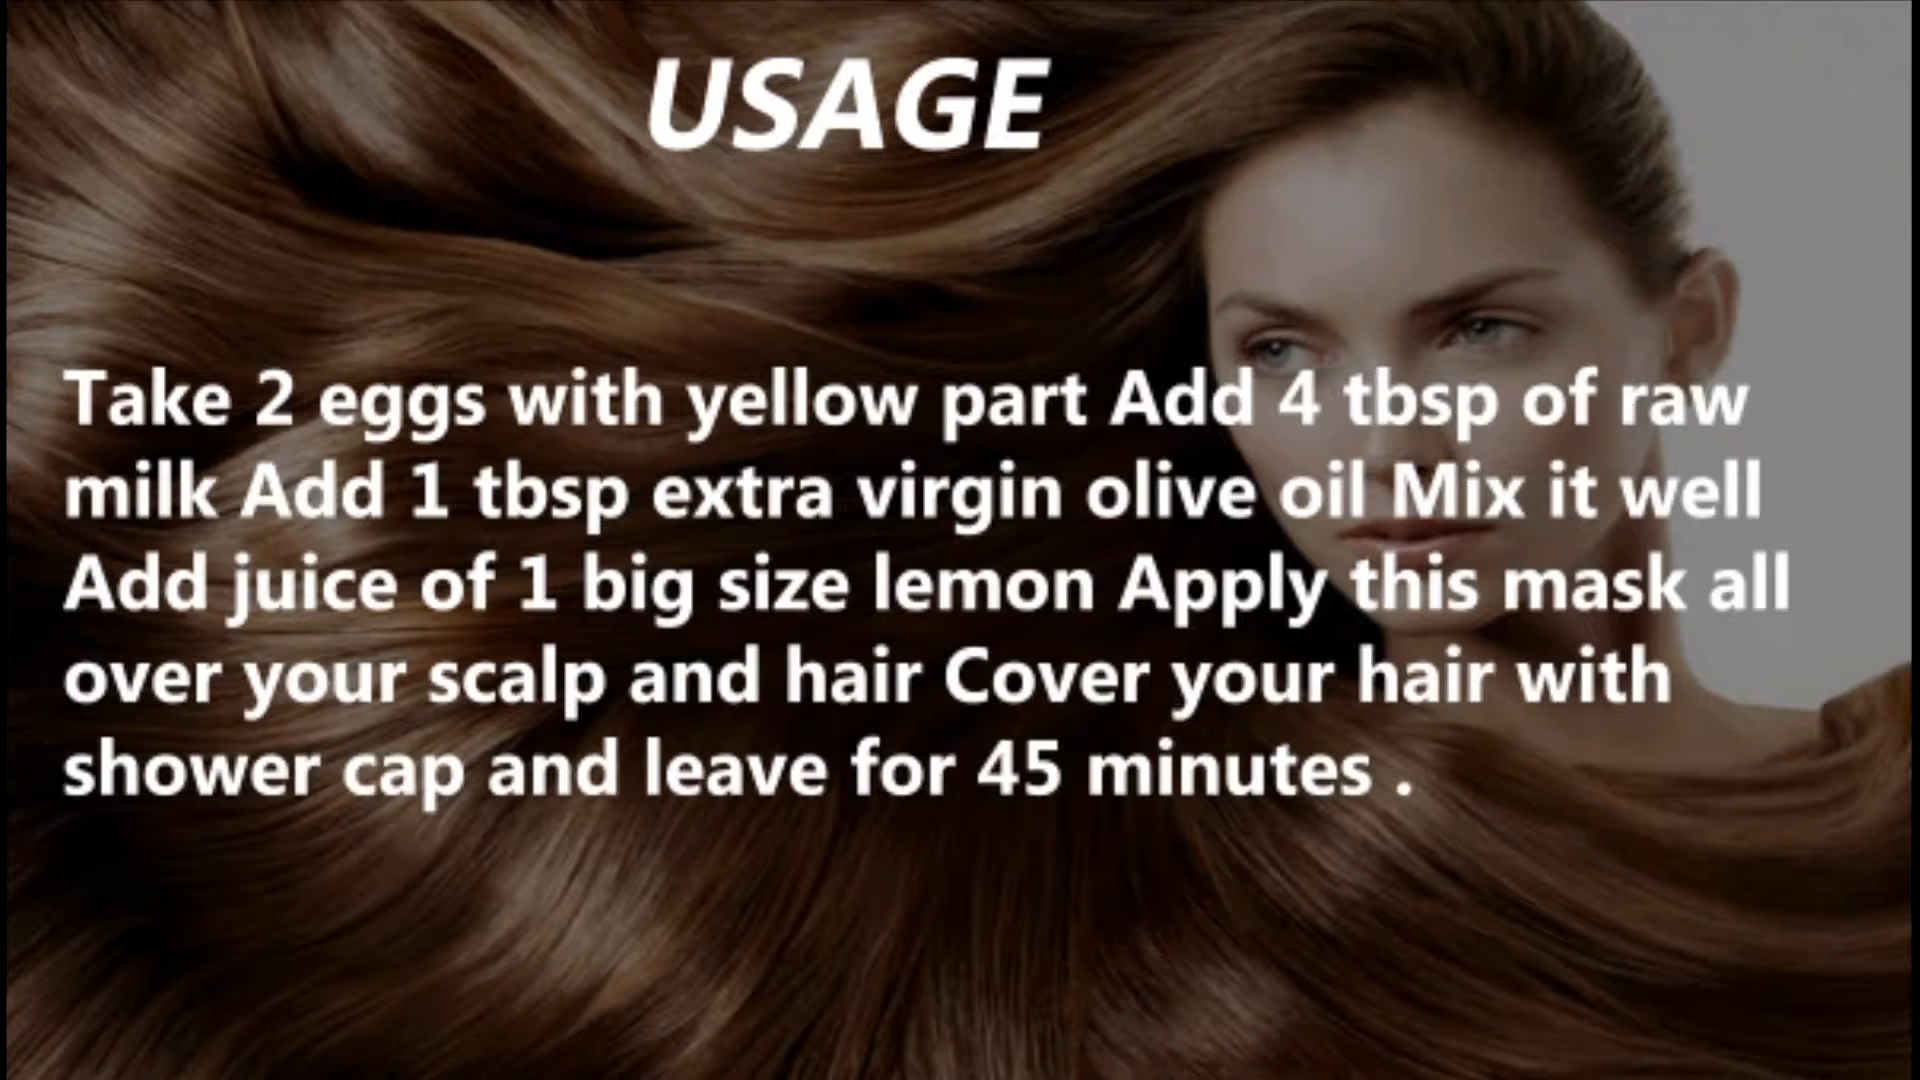 USAGE
Take 2 eggs with yellow part Add 4 tbsp of raw
milk Add 1 tbsp extra virgin olive oil Mix it well
Add juice of 1 big size lemon Apply this mask all
over your scalp and hair Cover your hair with
shower cap and leave for 45 minutes .